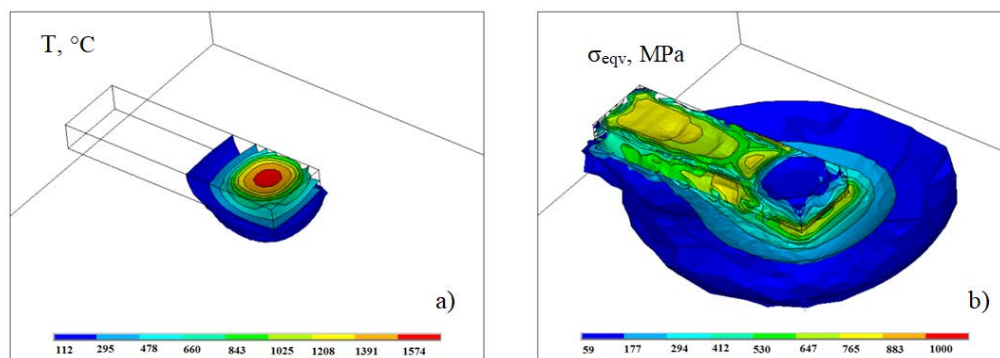 T, °C
a)
112 295 478 660 843 1025 1208 1391 1574
σeqv, MPa
b)
59 177 294 412 530 647 765 883 1000